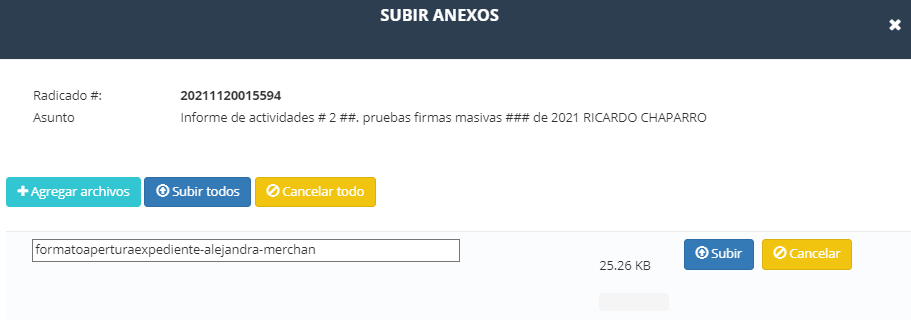 SUBIR ANEXOS
Radicado #: 20211120015594
Asunto Informe de actividades # 2 ##. pruebas firmas masivas ### de 2021 RICARDO CHAPARRO
Agregar archivos Subir todos Cancelar todo
formatoaperturaexpediente-alejandra-merchan
25.26 KB Subir Cancelar